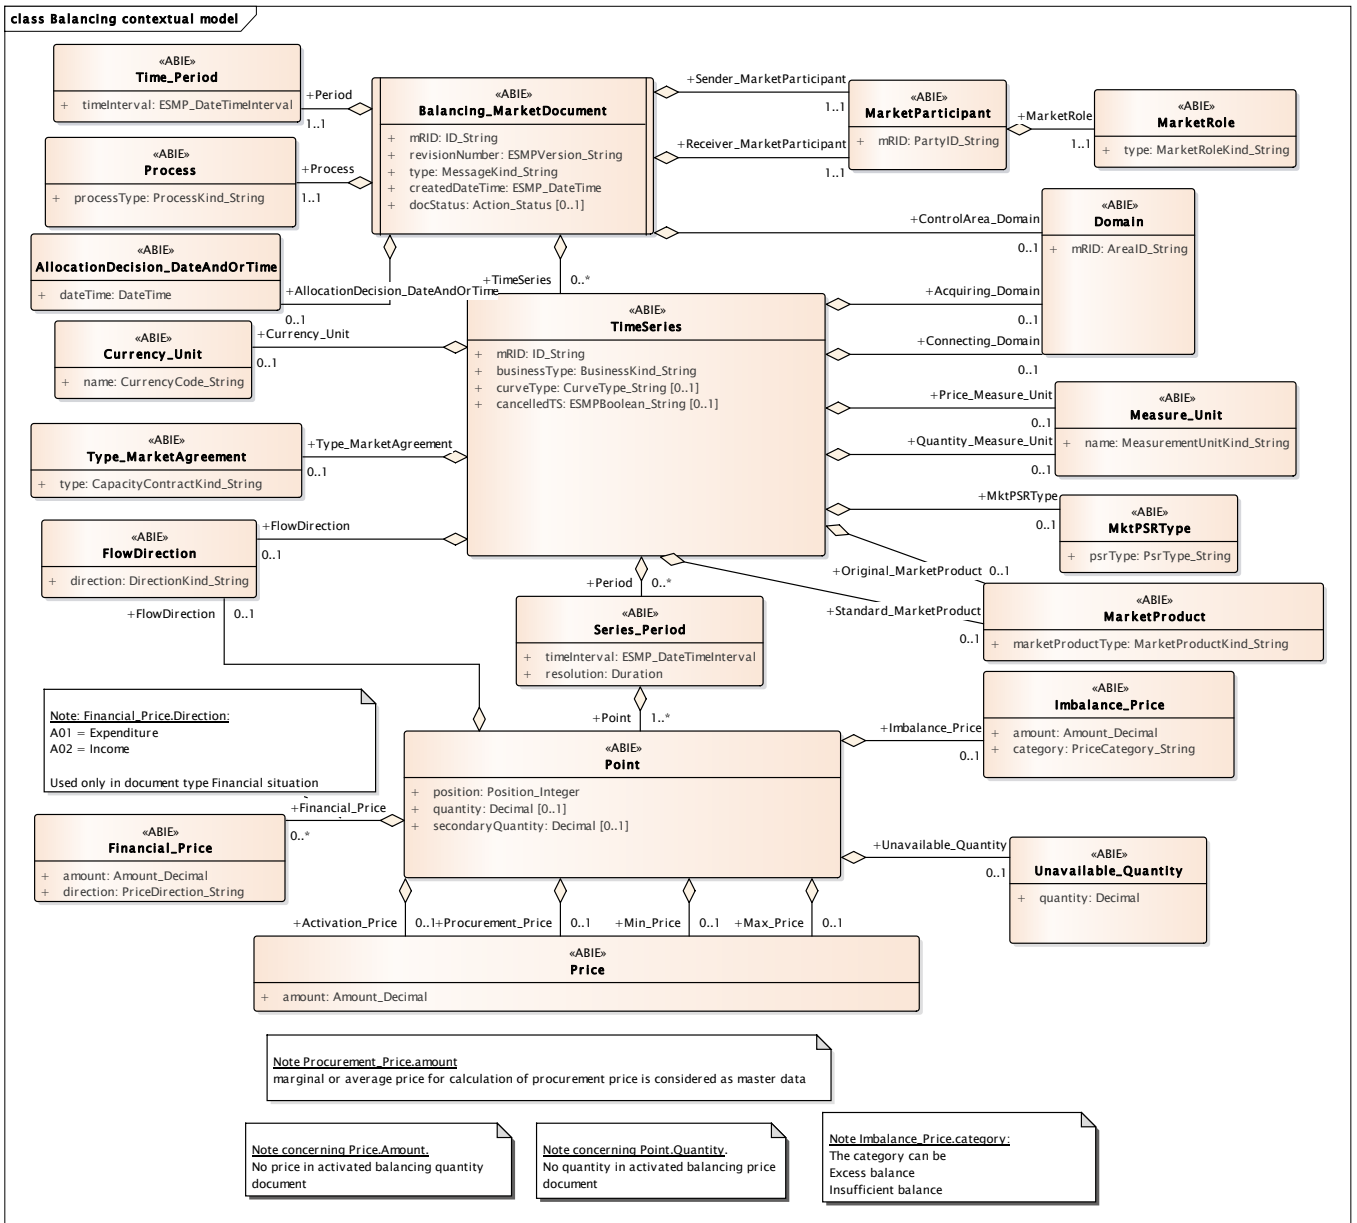 class Balancing contextual model
«ABIE»
Time_Period
+ timeInterval: ESMP_DateTimeInterval
+Period
1..1
«ABIE»
Process
+ processType: ProcessKind_String
+Process
1..1
«ABIE»
AllocationDecision_DateAndOrTime
+ dateTime: DateTime
+AllocationDecision_DateAndOrTime
0..1
«ABIE»
Balancing_MarketDocument
+ mRID: ID_String
+ revisionNumber: ESMPVersion_String
+ type: MessageKind_String
+ createdDateTime: ESMP_DateTime
+ docStatus: Action_Status [0..1]
+Sender_MarketParticipant
1..1
+Receiver_MarketParticipant
1..1
«ABIE»
MarketParticipant
+ mRID: PartyID_String
+MarketRole
1..1
«ABIE»
MarketRole
+ type: MarketRoleKind_String
+ControlArea_Domain
0..1
«ABIE»
Domain
+ mRID: AreaID_String
+Acquiring_Domain
0..1
+Connecting_Domain
0..1
+TimeSeries
0..*
«ABIE»
TimeSeries
+ mRID: ID_String
+ businessType: BusinessKind_String
+ curveType: CurveType_String [0..1]
+ cancelledTS: ESMPBoolean_String [0..1]
«ABIE»
Currency_Unit
+ name: CurrencyCode_String
+Currency_Unit
0..1
«ABIE»
Type_MarketAgreement
+ type: CapacityContractKind_String
+Type_MarketAgreement
0..1
«ABIE»
FlowDirection
+ direction: DirectionKind_String
+FlowDirection
0..1
+FlowDirection
0..1
+Price_Measure_Unit
0..1
+Quantity_Measure_Unit
0..1
«ABIE»
Measure_Unit
+ name: MeasurementUnitKind_String
+MktPSRType
0..1
«ABIE»
MktPSRType
+ psrType: PsrType_String
+Original_MarketProduct
0..1
+Standard_MarketProduct
0..1
«ABIE»
MarketProduct
+ marketProductType: MarketProductKind_String
+Period
0..*
«ABIE»
Series_Period
+ timeInterval: ESMP_DateTimeInterval
+ resolution: Duration
+Point
1..*
«ABIE»
Point
+ position: Position_Integer
+ quantity: Decimal [0..1]
+ secondaryQuantity: Decimal [0..1]
+Imbalance_Price
0..1
«ABIE»
Imbalance_Price
+ amount: Amount_Decimal
+ category: PriceCategory_String
Note: Financial_Price.Direction:
A01 = Expenditure
A02 = Income
Used only in document type Financial situation
+Financial_Price
0..*
«ABIE»
Financial_Price
+ amount: Amount_Decimal
+ direction: PriceDirection_String
+Unavailable_Quantity
0..1
«ABIE»
Unavailable_Quantity
+ quantity: Decimal
+Activation_Price
0..1
+Procurement_Price
0..1
+Min_Price
0..1
+Max_Price
0..1
«ABIE»
Price
+ amount: Amount_Decimal
Note Procurement_Price.amount
marginal or average price for calculation of procurement price is considered as master data
Note concerning Price.Amount.
No price in activated balancing quantity
document
Note concerning Point.Quantity.
No quantity in activated balancing price
document
Note Imbalance_Price.category:
The category can be
Excess balance
Insufficient balance